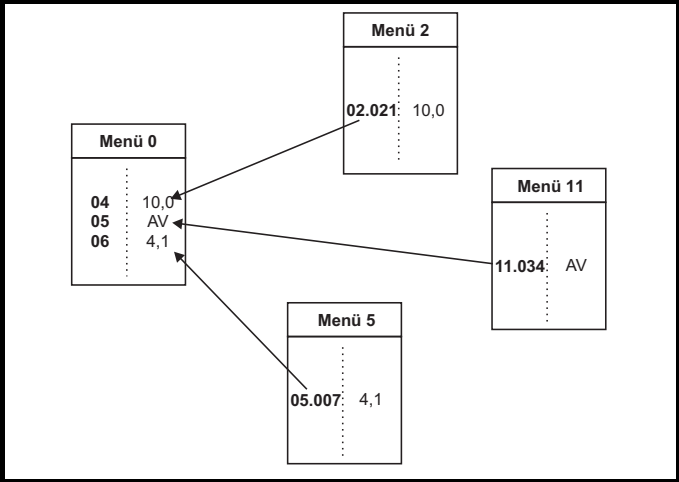 Menü 2
02.021 10,0
Menü 0
04 10,0
05 AV
06 4,1
Menü 11
11.034 AV
Menü 5
05.007 4,1